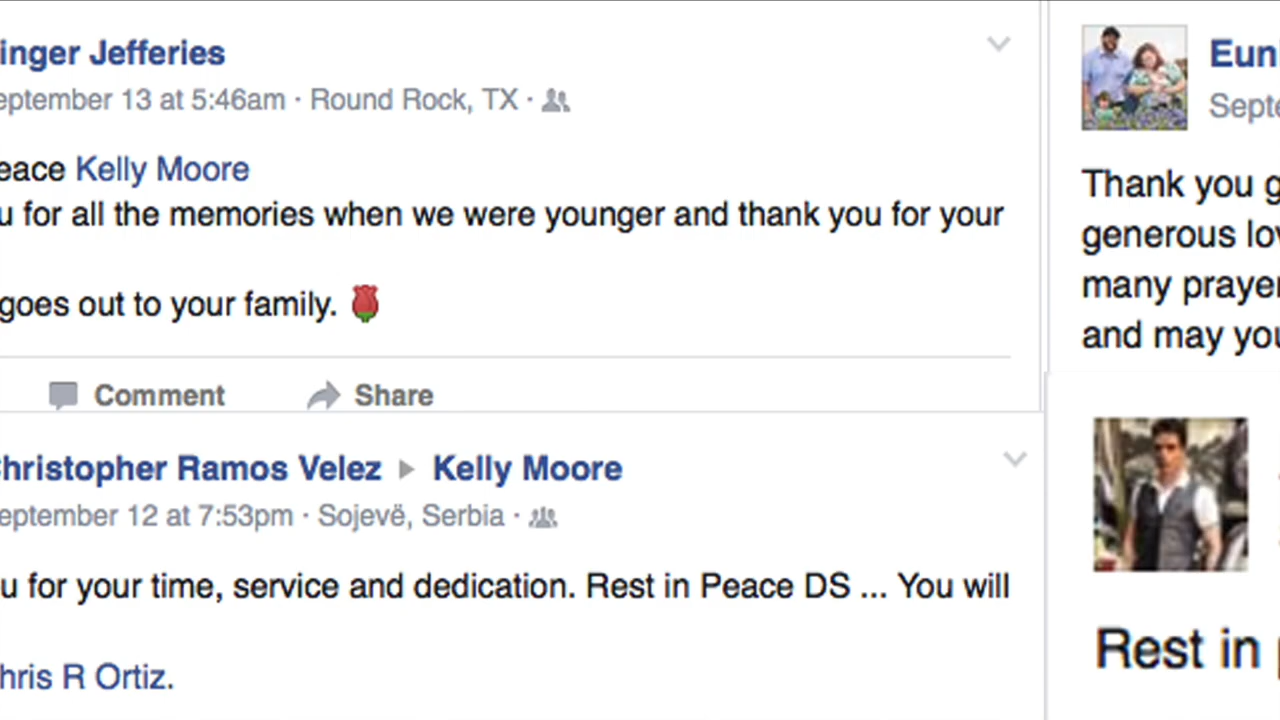 inger Jefferies
eptember 13 at 5:46am · Round Rock, TX ·
eace Kelly Moore
u for all the memories when we were younger and thank you for your
goes out to your family.
Comment Share
hristopher Ramos Velez ▶ Kelly Moore
eptember 12 at 7:53pm · Sojevë, Serbia ·
u for your time, service and dedication. Rest in Peace DS ... You will
hris R Ortiz.
Eun
Septe
Thank you g
generous lov
many prayer
and may you
Rest in p